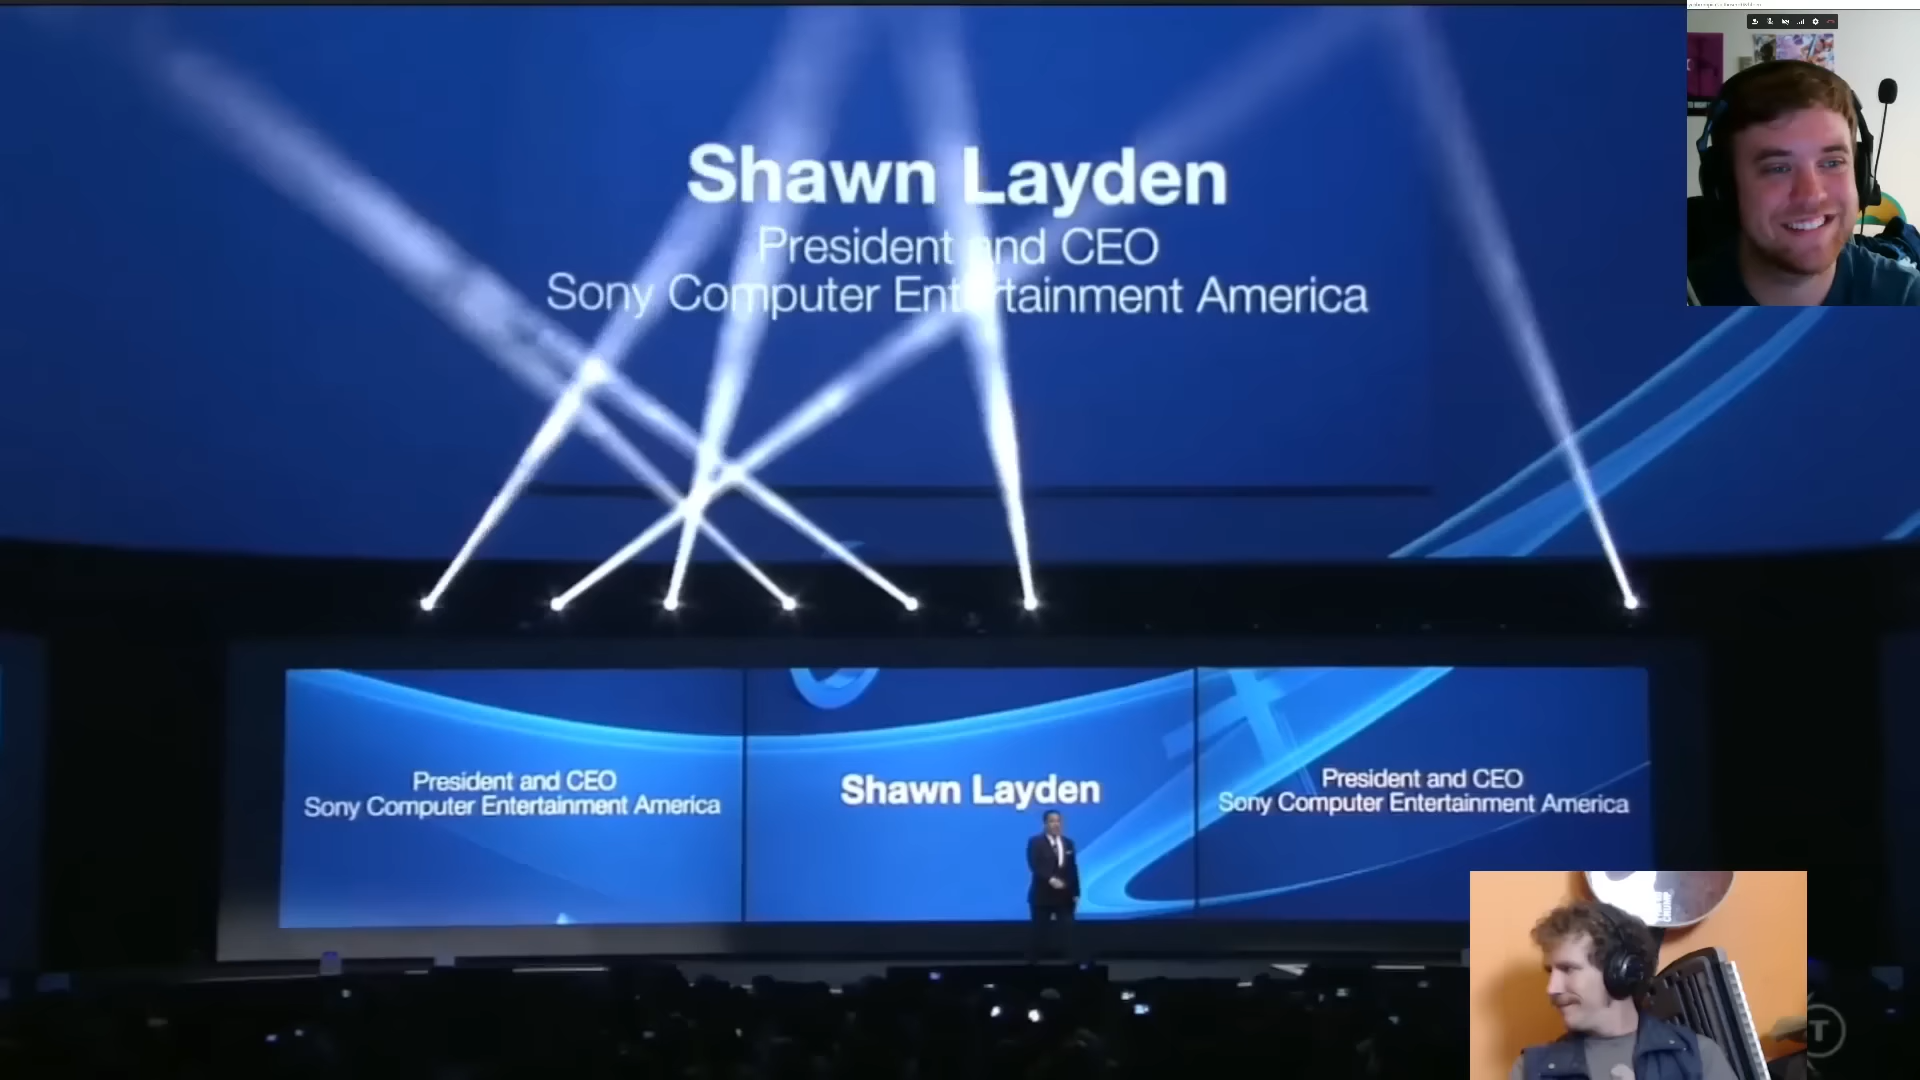 Shawn Layden
President and CEO
Sony Computer Entertainment America
President and CEO
Sony Computer Entertainment America
Shawn Layden
President and CEO
Sony Computer Entertainment America
T